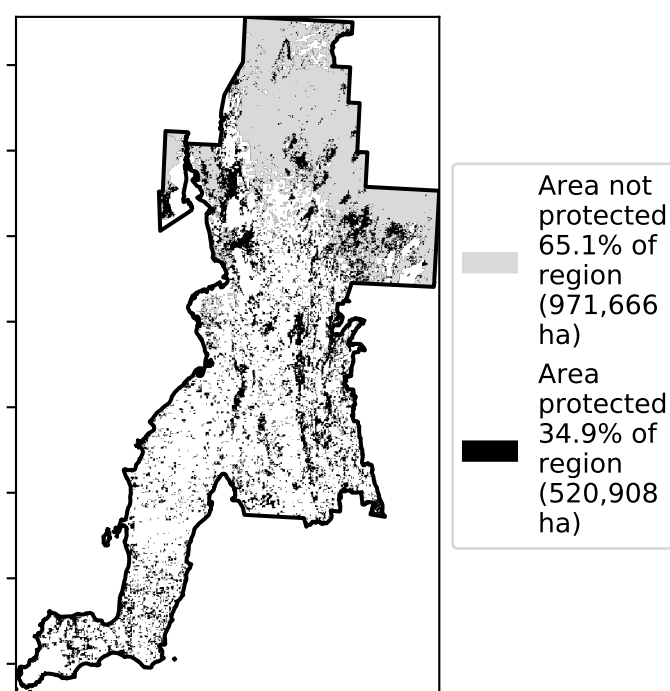 Area not
protected
65.1% of
region
(971,666
ha)
Area
protected
34.9% of
region
(520,908
ha)